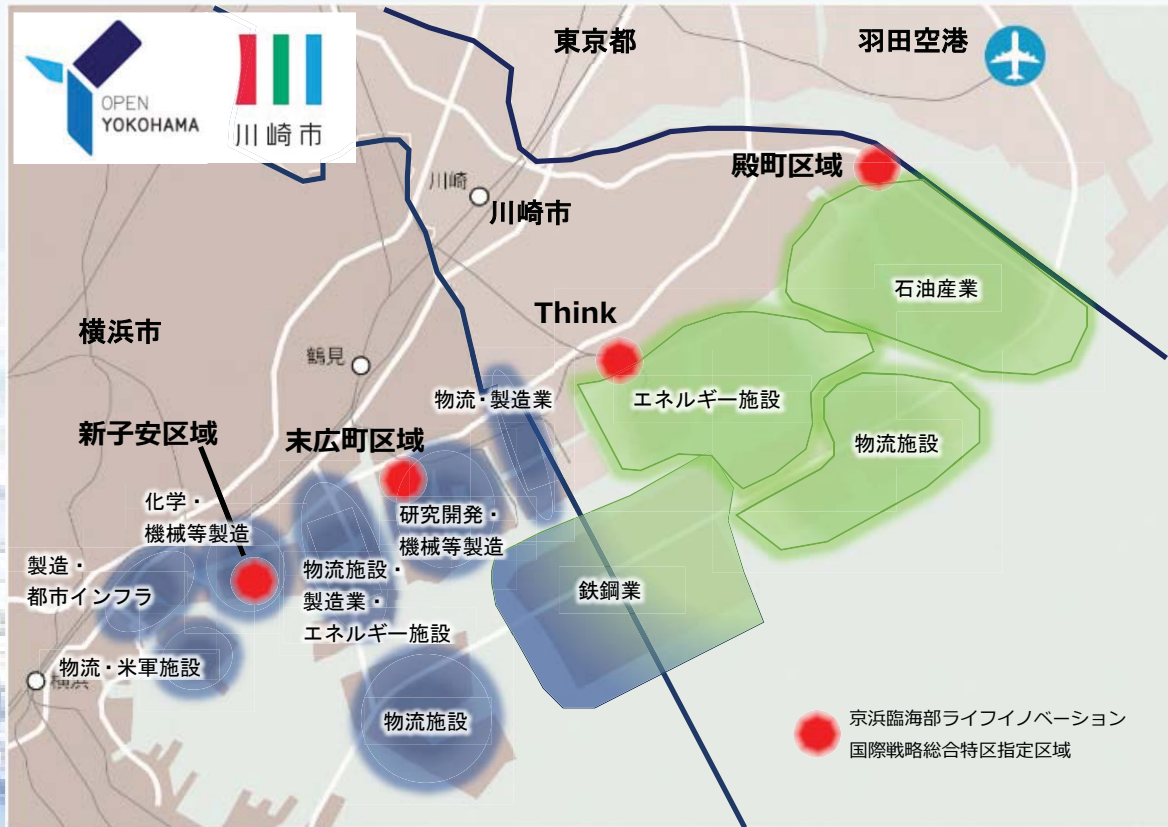 OPEN
YOKOHAMA
川崎市
東京都
羽田空港
殿町区域
川崎
川崎市
石油産業
Think
横浜市
鶴見
物流・製造業
エネルギー施設
新子安区域
末広町区域
物流施設
化学・
機械等製造
研究開発・
機械等製造
製造・
都市インフラ
物流施設・
製造業・
エネルギー施設
鉄鋼業
物流・米軍施設
横浜
物流施設
京浜臨海部ライフイノベーション
国際戦略総合特区指定区域